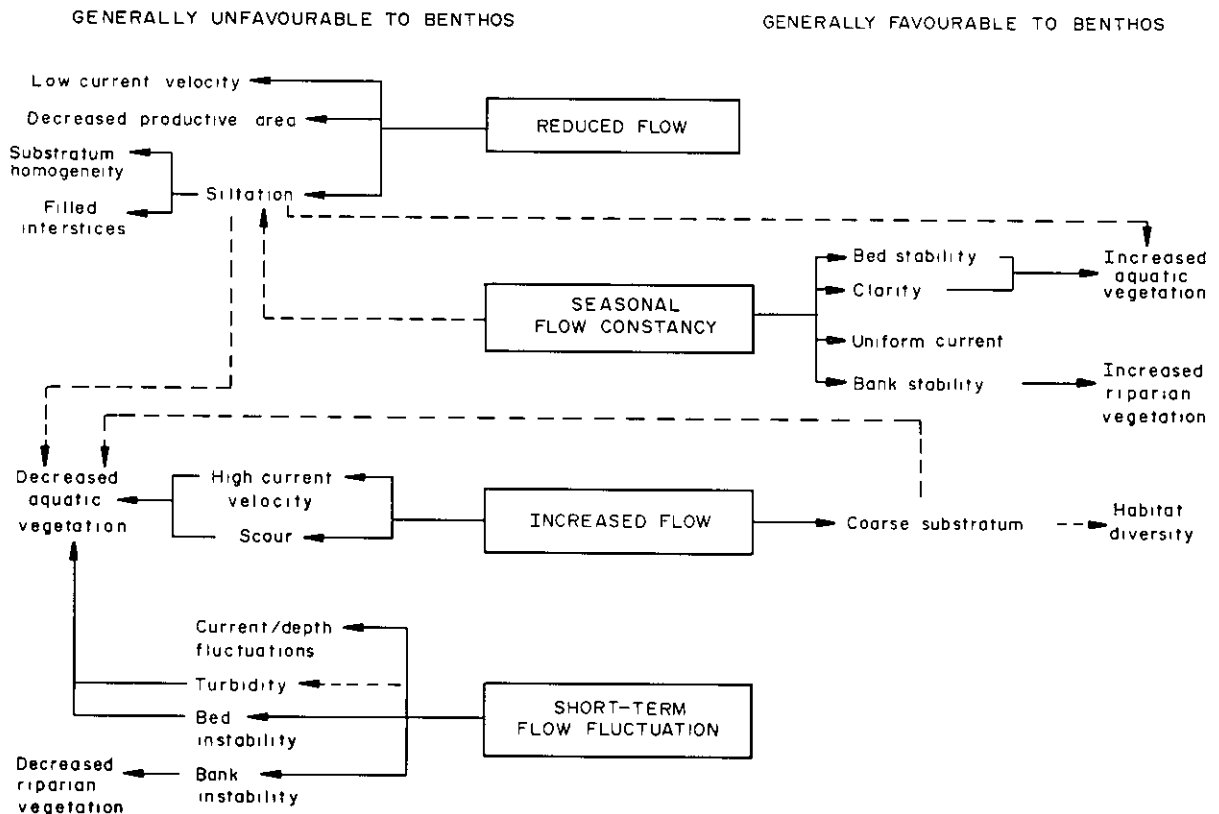 GENERALLY UNFAVOURABLE TO BENTHOS
GENERALLY FAVOURABLE TO BENTHOS
Low current velocity
Decreased productive area
REDUCED FLOW
Substratum
homogeneity
Siltation
Filled
interstices
Bed stability
Clarity
Increased
aquatic
vegetation
SEASONAL
FLOW CONSTANCY
Uniform current
Bank stability
Increased
riparian
vegetation
Decreased
aquatic
vegetation
High current
velocity
Scour
INCREASED FLOW
Coarse substratum
Habitat
diversity
Current/depth
fluctuations
Turbidity
Bed
instability
SHORT-TERM
FLOW FLUCTUATION
Decreased
riparian
vegetation
Bank
instability